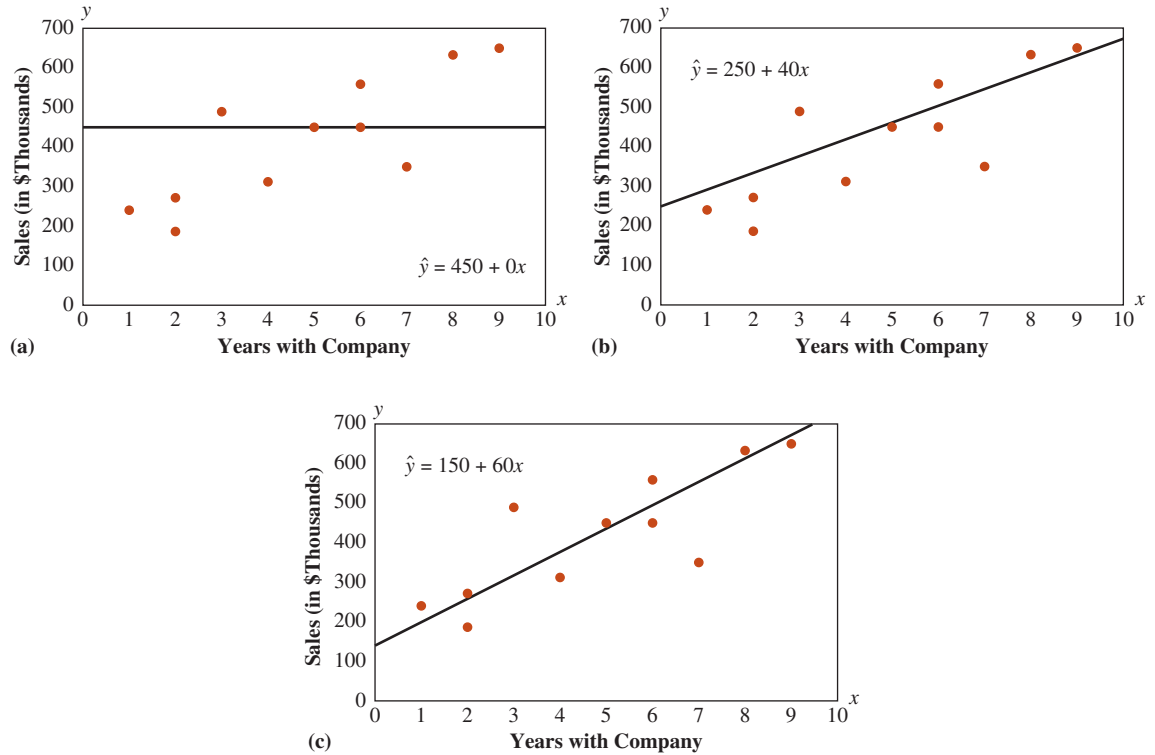 y
700
600
500
400
300
200
100
0
Sales (in $Thousands)
ŷ = 450 + 0x
x
0 1 2 3 4 5 6 7 8 9 10
Years with Company
(a)
y
700
600
500
400
300
200
100
0
Sales (in $Thousands)
ŷ = 250 + 40x
x
0 1 2 3 4 5 6 7 8 9 10
Years with Company
(b)
y
700
600
500
400
300
200
100
0
Sales (in $Thousands)
ŷ = 150 + 60x
x
0 1 2 3 4 5 6 7 8 9 10
Years with Company
(c)